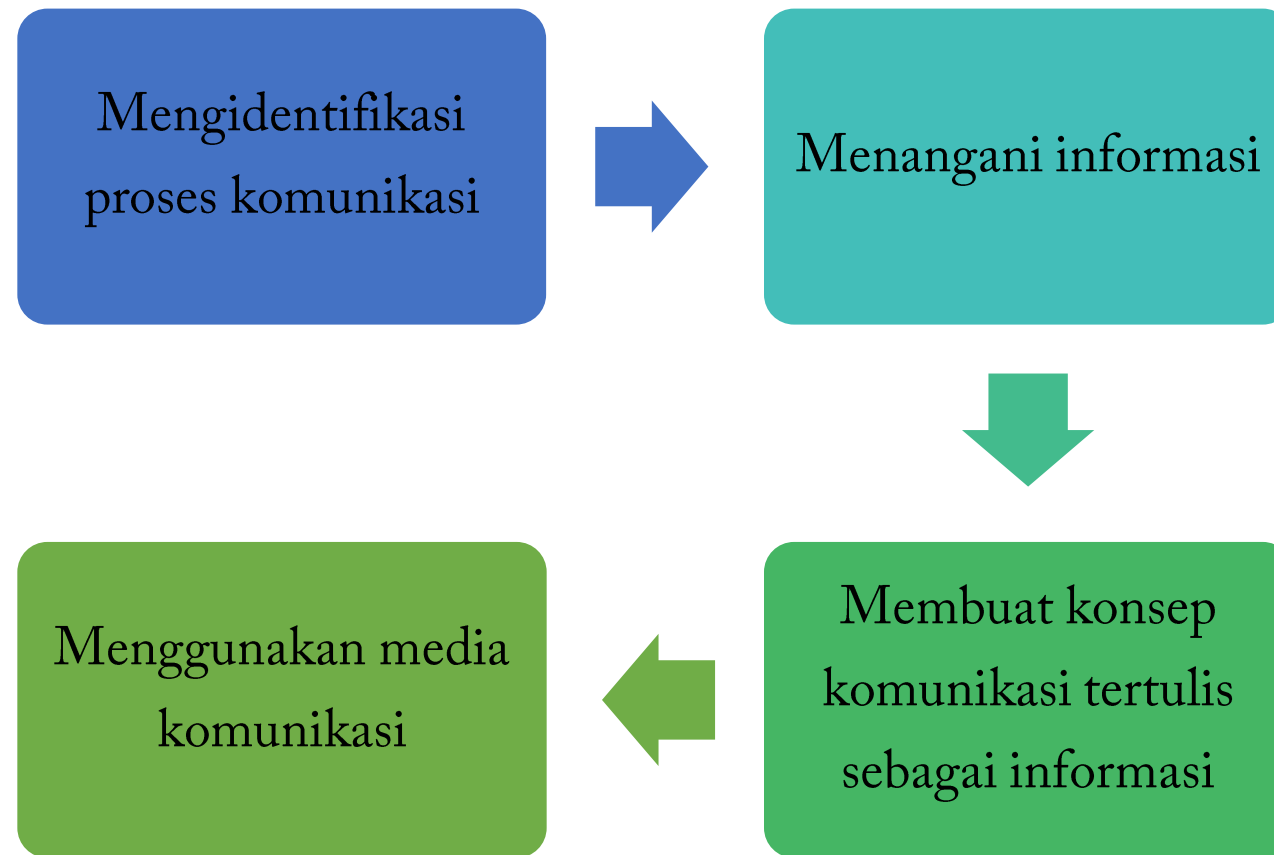 Mengidentifikasi
proses komunikasi
Menangani informasi
Membuat konsep
komunikasi tertulis
sebagai informasi
Menggunakan media
komunikasi